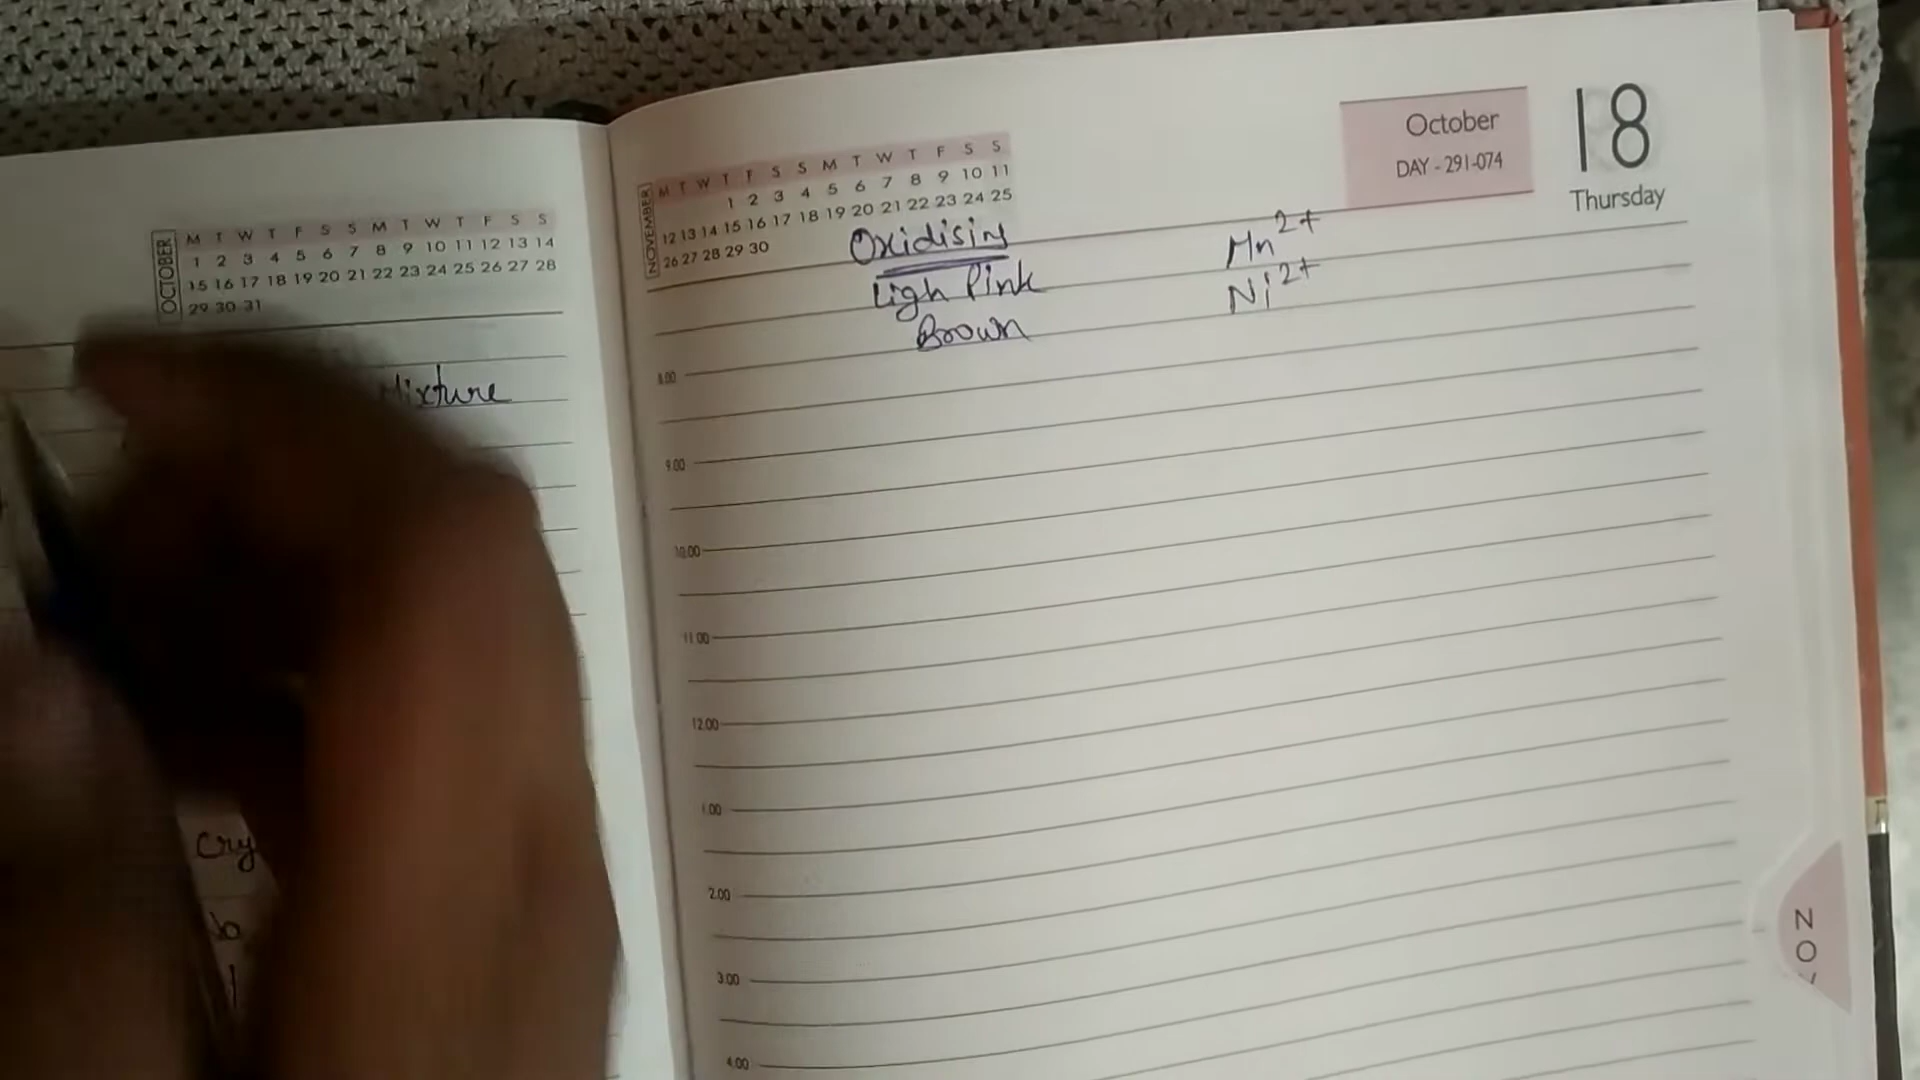 OCTOBER
M T W T F S S M T W T F S S
1 2 3 4 5 6 7 8 9 10 11 12 13 14
15 16 17 18 19 20 21 22 23 24 25 26 27 28
29 30 31
Mixture
Cry
NOVEMBER
M T W T F S S M T W T F S S
1 2 3 4 5 6 7 8 9 10 11
12 13 14 15 16 17 18 19 20 21 22 23 24 25
26 27 28 29 30
October
DAY - 291-074
18
Thursday
Oxidising
Mn2+
Ligh Pink
Ni2+
Brown
8.00
9.00
10.00
11.00
12.00
1.00
2.00
3.00
4.00
NOV